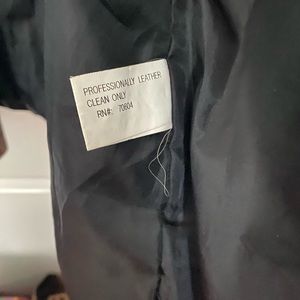 PROFESSIONALLY LEATHER
CLEAN ONLY
RN#: 70804